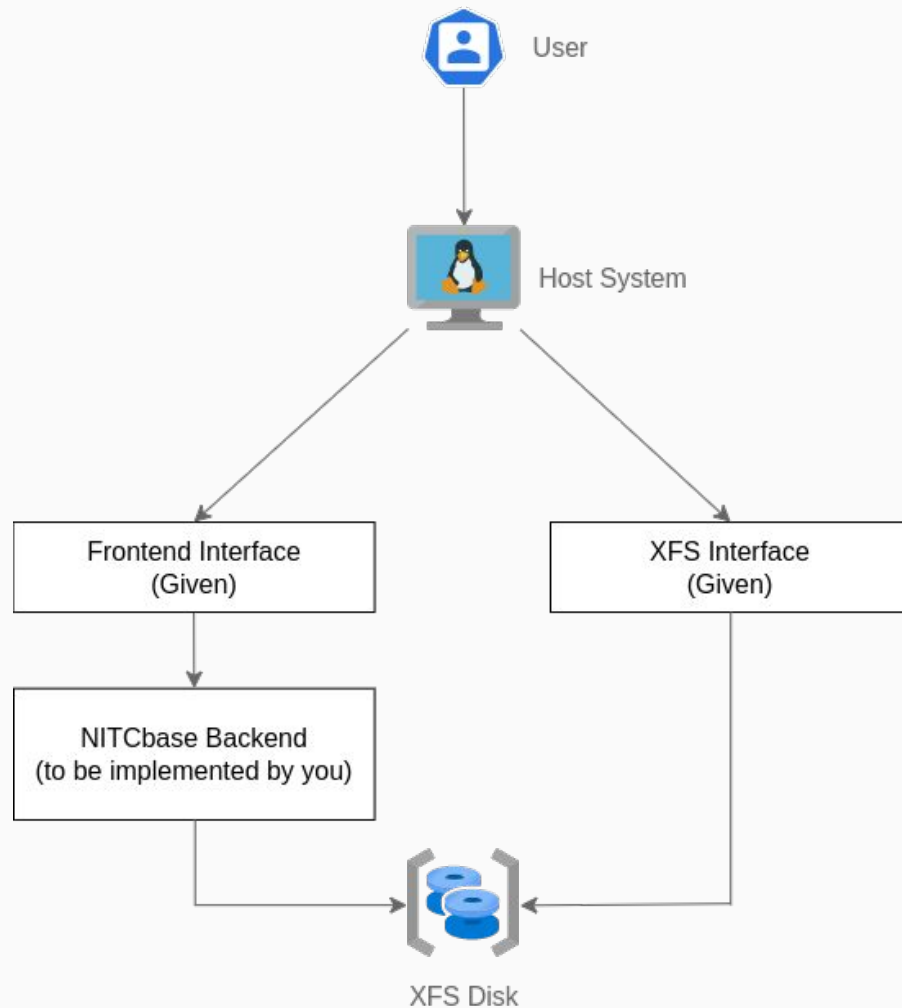 User
Host System
Frontend Interface
(Given)
XFS Interface
(Given)
NITCbase Backend
(to be implemented by you)
XFS Disk